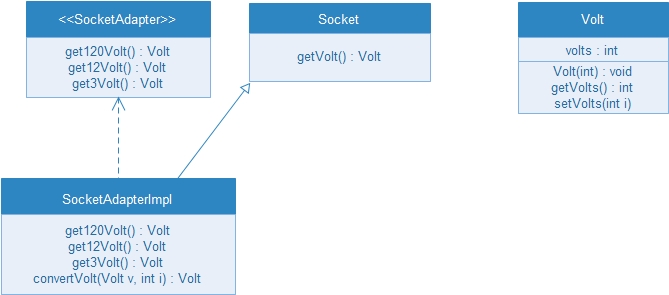 <<SocketAdapter>>
get120Volt() : Volt
get12Volt() : Volt
get3Volt() : Volt
Socket
getVolt() : Volt
Volt
volts : int
Volt(int) : void
getVolts() : int
setVolts(int i)
SocketAdapterImpl
get120Volt() : Volt
get12Volt() : Volt
get3Volt() : Volt
convertVolt(Volt v, int i) : Volt